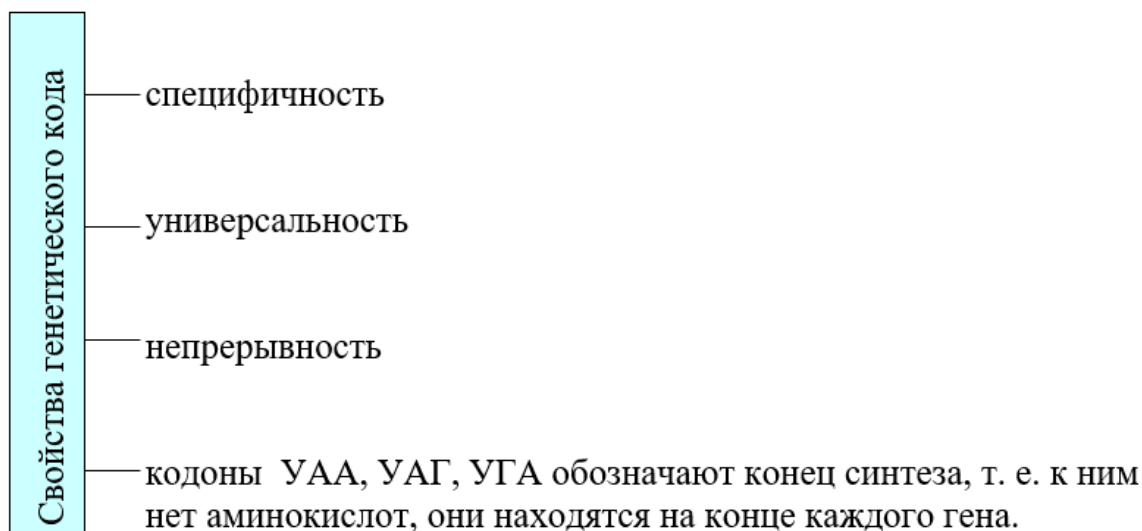 Свойства генетического кода
специфичность
универсальность
непрерывность
кодоны УАА, УАГ, УГА обозначают конец синтеза, т. е. к ним
нет аминокислот, они находятся на конце каждого гена.